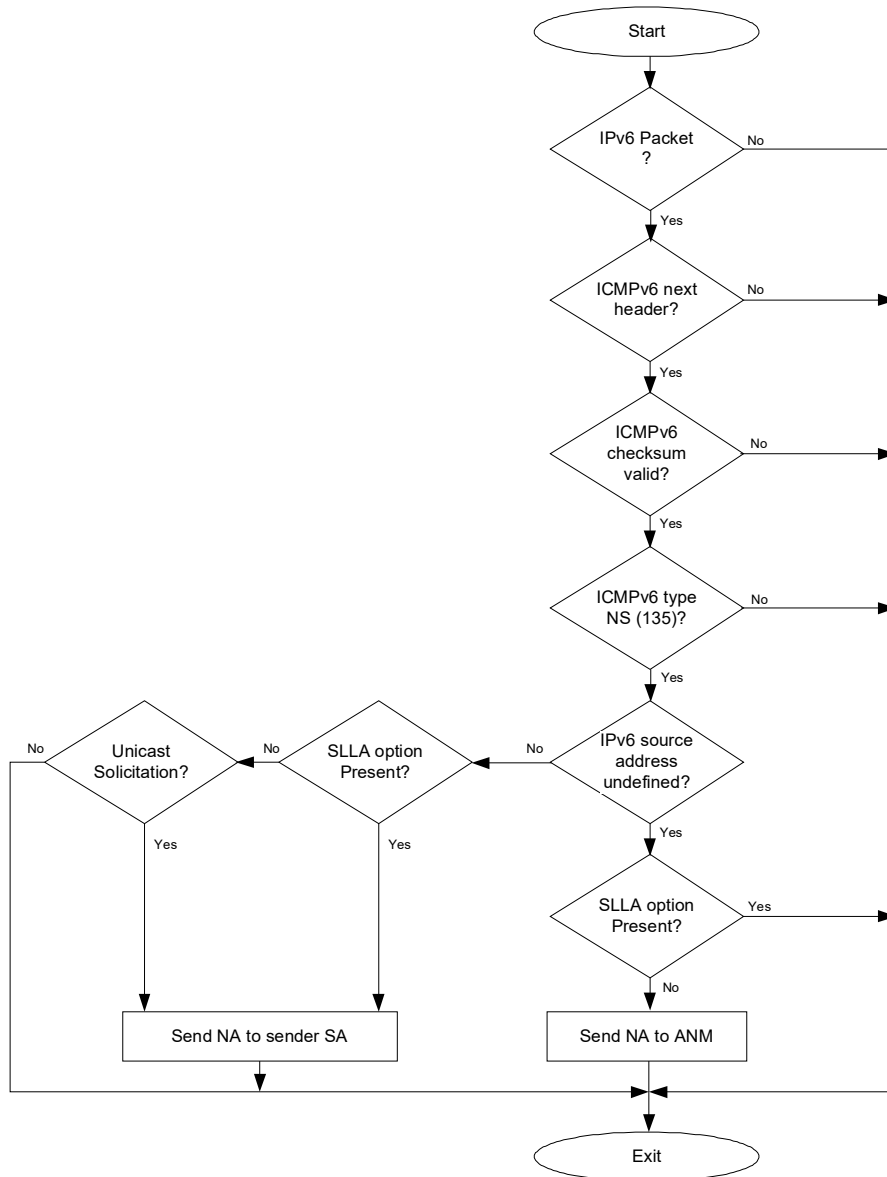 Start
IPv6 Packet
?
No
Yes
ICMPv6 next
header?
No
Yes
ICMPv6
checksum
valid?
No
Yes
ICMPv6 type
NS (135)?
No
Yes
IPv6 source
address
undefined?
No
Yes
SLLA option
Present?
No
Yes
Unicast
Solicitation?
No
Yes
SLLA option
Present?
Yes
No
Send NA to sender SA
Send NA to ANM
Exit